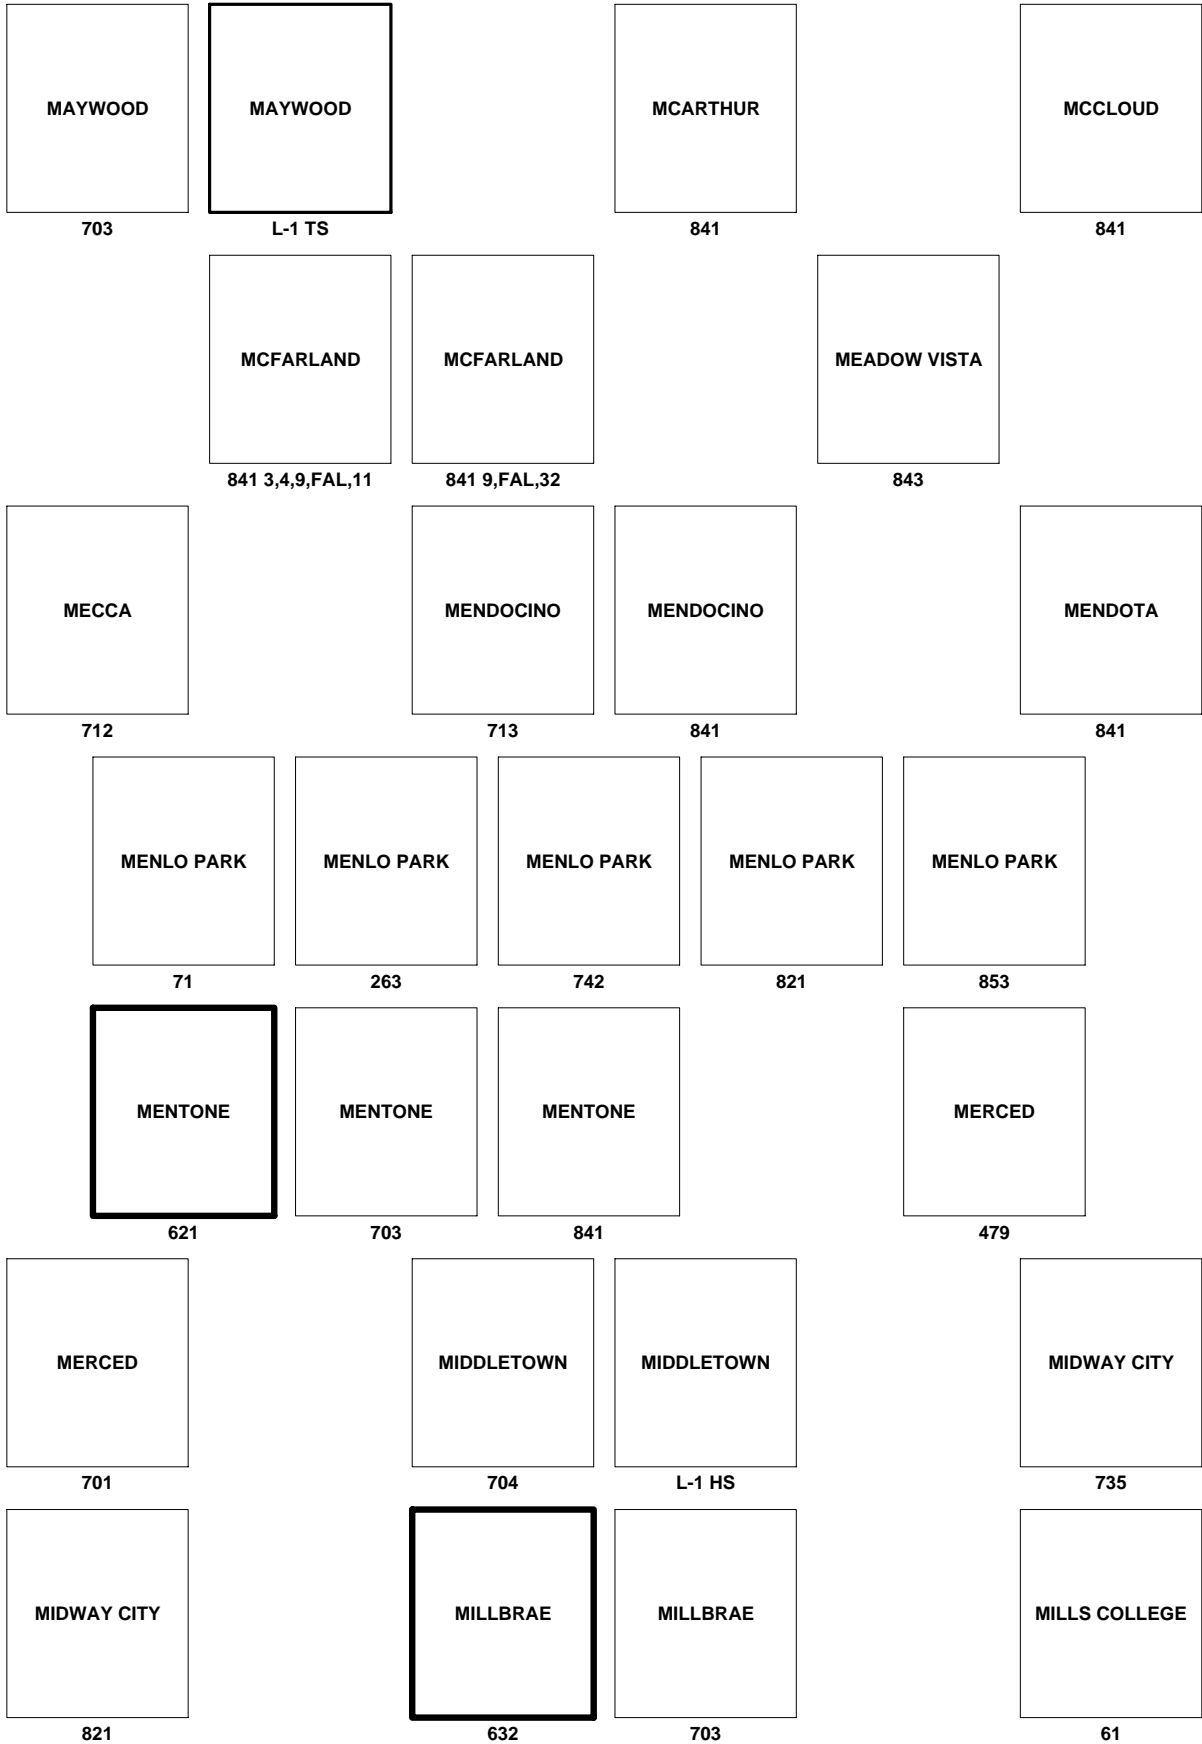 MAYWOOD
703
MAYWOOD
L-1 TS
MCARTHUR
841
MCCLOUD
841
MCFARLAND
841 3,4,9,FAL,11
MCFARLAND
841 9,FAL,32
MEADOW VISTA
843
MECCA
712
MENDOCINO
713
MENDOCINO
841
MENDOTA
841
MENLO PARK
71
MENLO PARK
263
MENLO PARK
742
MENLO PARK
821
MENLO PARK
853
MENTONE
621
MENTONE
703
MENTONE
841
MERCED
479
MERCED
701
MIDDLETOWN
704
MIDDLETOWN
L-1 HS
MIDWAY CITY
735
MIDWAY CITY
821
MILLBRAE
632
MILLBRAE
703
MILLS COLLEGE
61